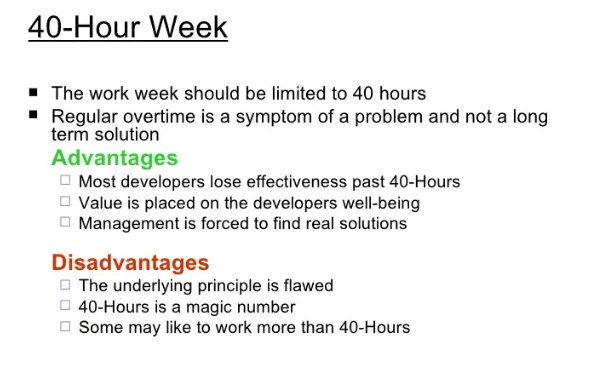 40-Hour Week
The work week should be limited to 40 hours
Regular overtime is a symptom of a problem and not a long
term solution
Advantages
Most developers lose effectiveness past 40-Hours
Value is placed on the developers well-being
Management is forced to find real solutions
Disadvantages
The underlying principle is flawed
40-Hours is a magic number
Some may like to work more than 40-Hours